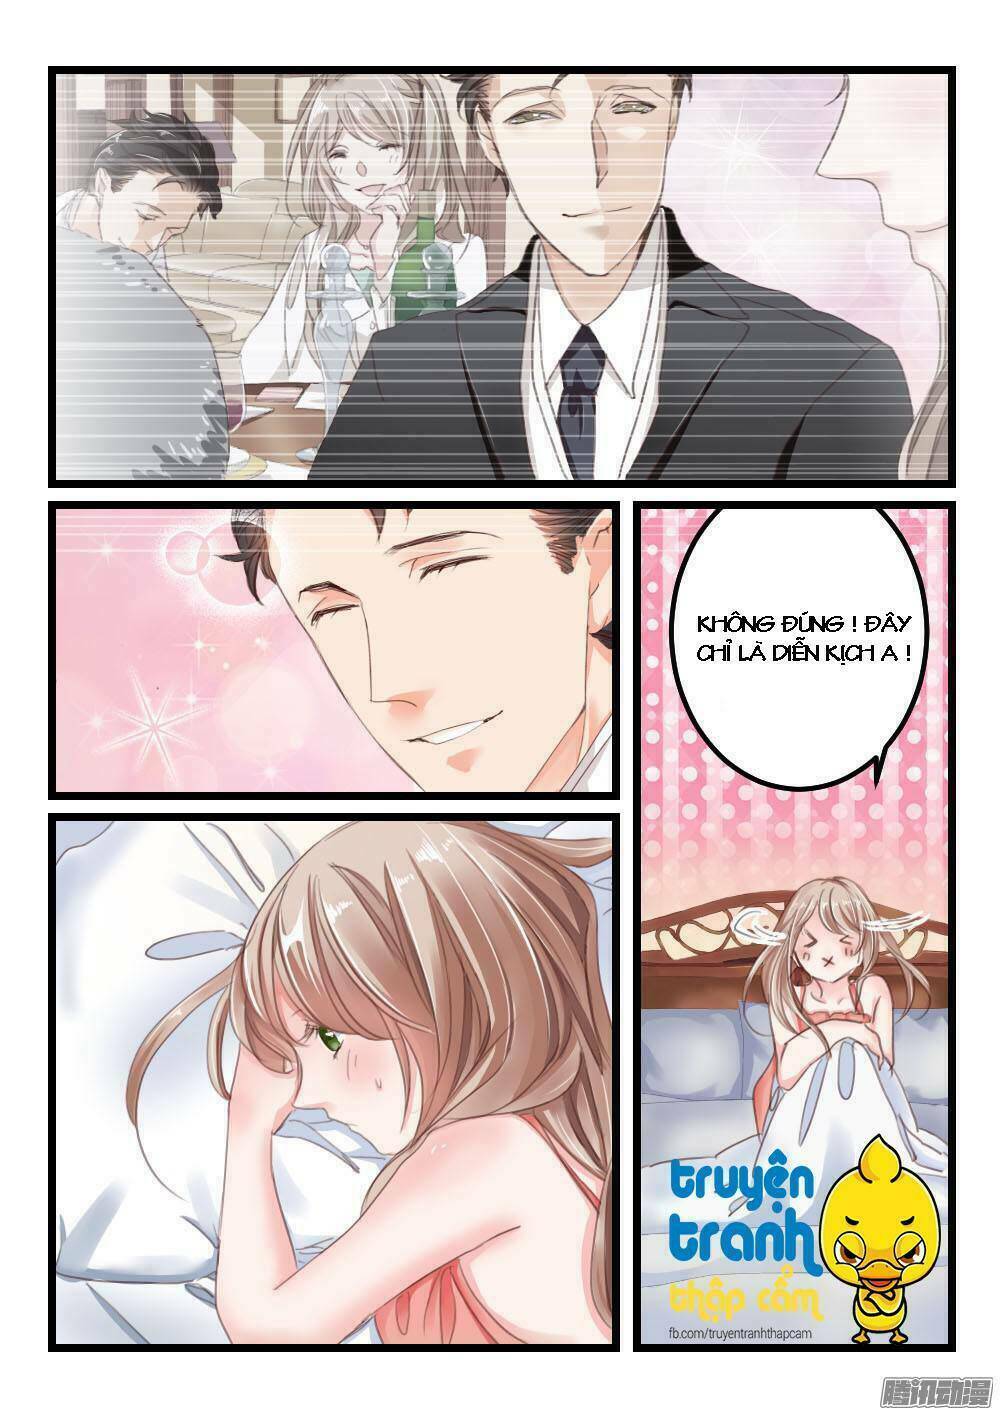 KHÔNG ĐÚNG ! ĐÂY
CHỈ LÀ DIỄN KỊCH A !
truyện
tranh
thập cẩm
fb.com/truyentranhthapcam
腾讯动漫